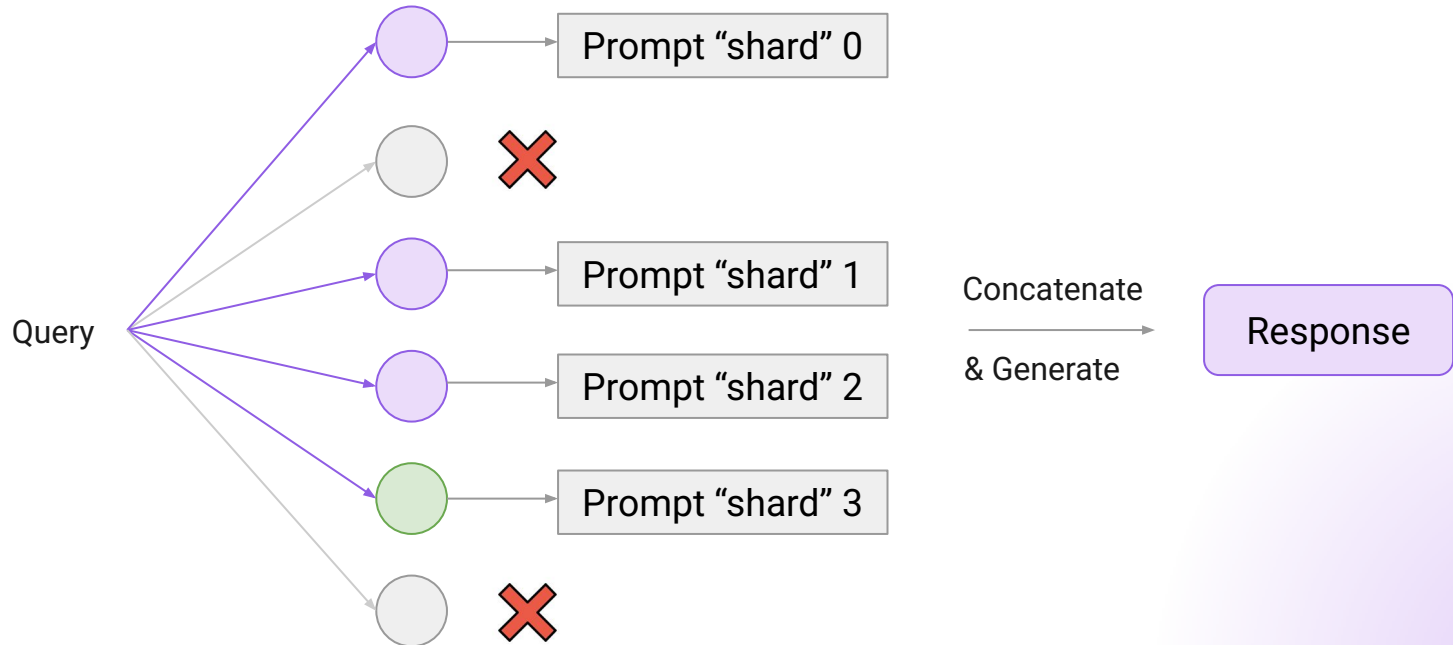 Prompt “shard” 0
Query
Prompt “shard” 1
Prompt “shard” 2
Prompt “shard” 3
Concatenate
& Generate
Response